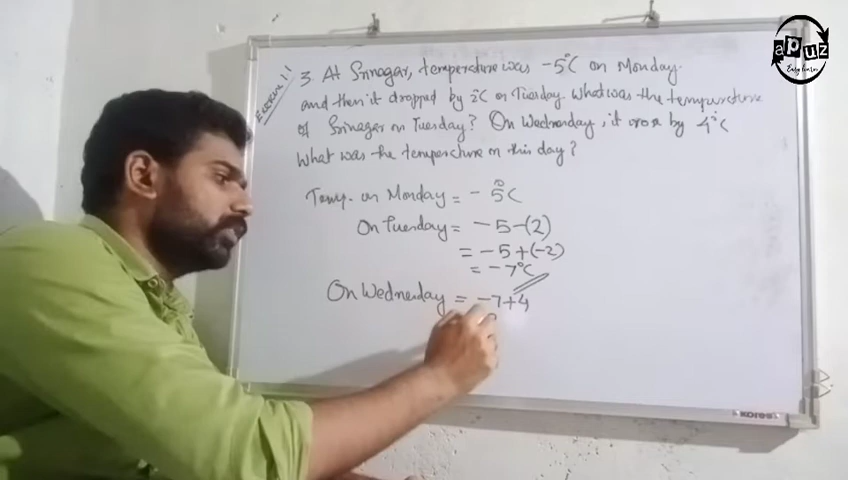 apuz
Exercise 1.1
3. At Srinagar, temperature was -5°C on Monday.
and then it dropped by 2°C on Tuesday. What was the temperature
of Srinagar on Tuesday? On Wednesday, it rose by 4°C
What was the temperature on this day?
Temp. on Monday = - 5°C
On Tuesday = -5-(2)
= -5+(-2)
= -7°C
On Wednesday = -7+4
kores